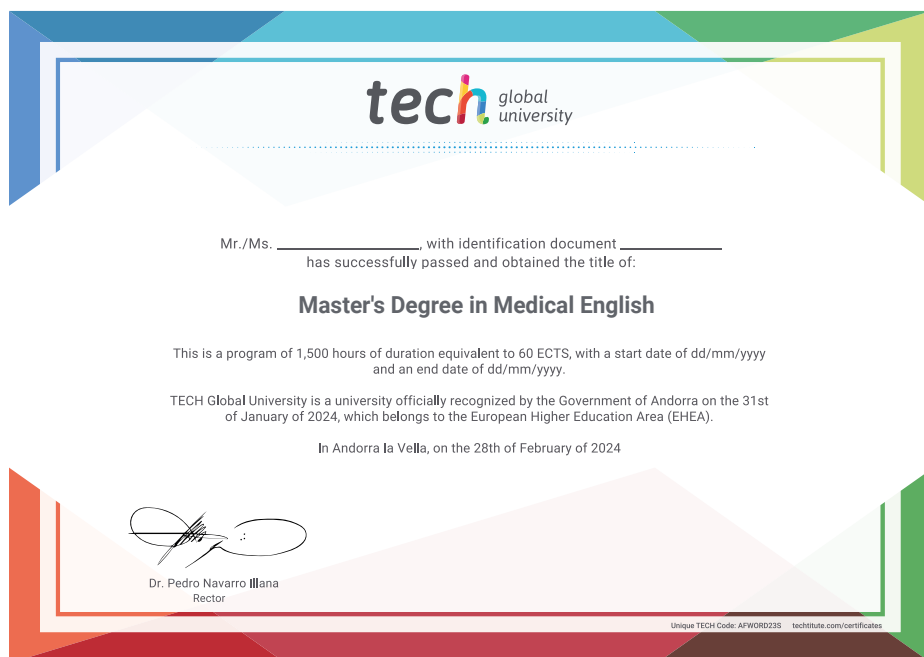 tech global
university
Mr./Ms. ____________, with identification document ____________
has successfully passed and obtained the title of:
Master's Degree in Medical English
This is a program of 1,500 hours of duration equivalent to 60 ECTS, with a start date of dd/mm/yyyy
and an end date of dd/mm/yyyy.
TECH Global University is a university officially recognized by the Government of Andorra on the 31st
of January of 2024, which belongs to the European Higher Education Area (EHEA).
In Andorra la Vella, on the 28th of February of 2024
Dr. Pedro Navarro Illana
Rector
Unique TECH Code: AFWORD23S techtitute.com/certificates